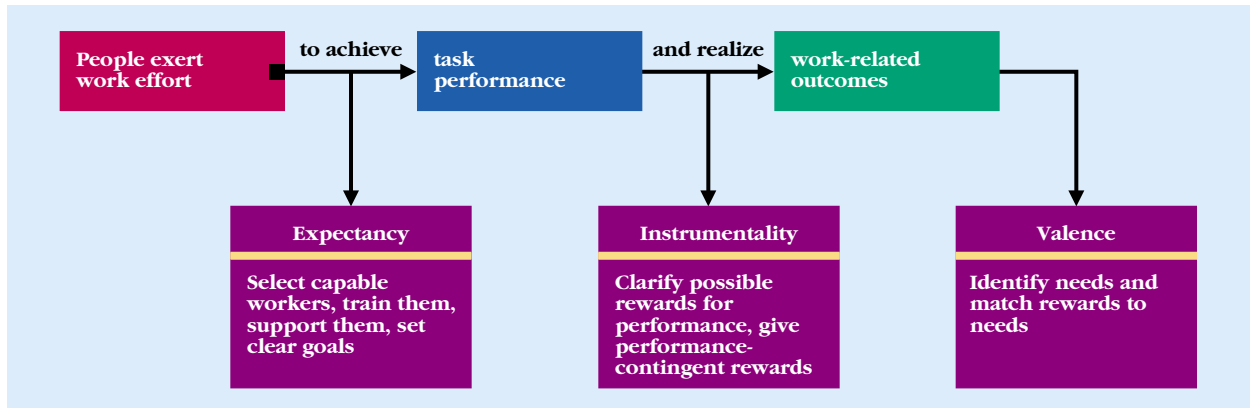 People exert
work effort
to achieve
task
performance
and realize
work-related
outcomes
Expectancy
Select capable
workers, train them,
support them, set
clear goals
Instrumentality
Clarify possible
rewards for
performance, give
performance-
contingent rewards
Valence
Identify needs and
match rewards to
needs